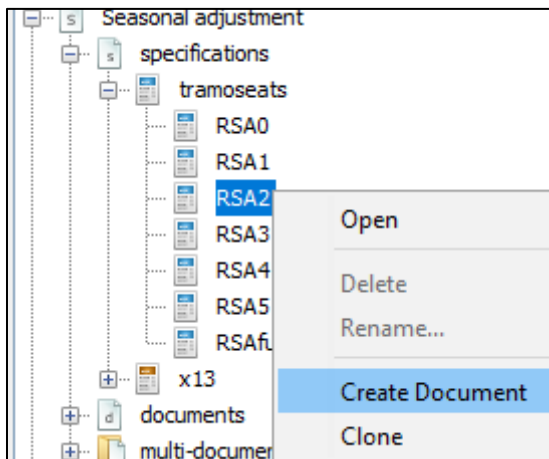 Seasonal adjustment
specifications
tramoseats
RSA0
RSA1
RSA2
RSA3
RSA4
RSA5
x13
documents
Open
Delete
Rename...
Create Document
Clone